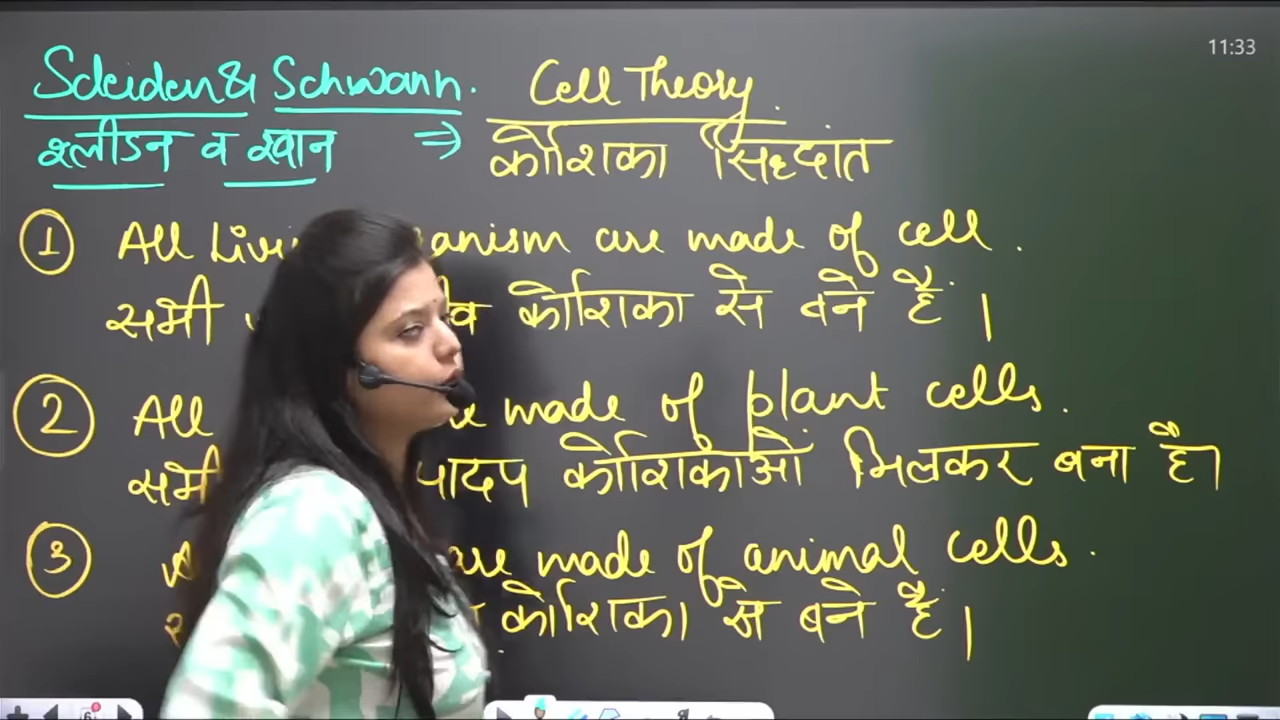 11:33
Scleiden & Schwann. Cell Theory.
श्लीडन व श्वान ⇒ कोशिका सिद्दांत
① All Livi anism are made of cell.
सभी व कोशिका से बने हैं।
② All made of plant cells.
सभी पादप कोशिकाओं मिलकर बना है।
③ are made of animal cells.
कोशिका से बने हैं।